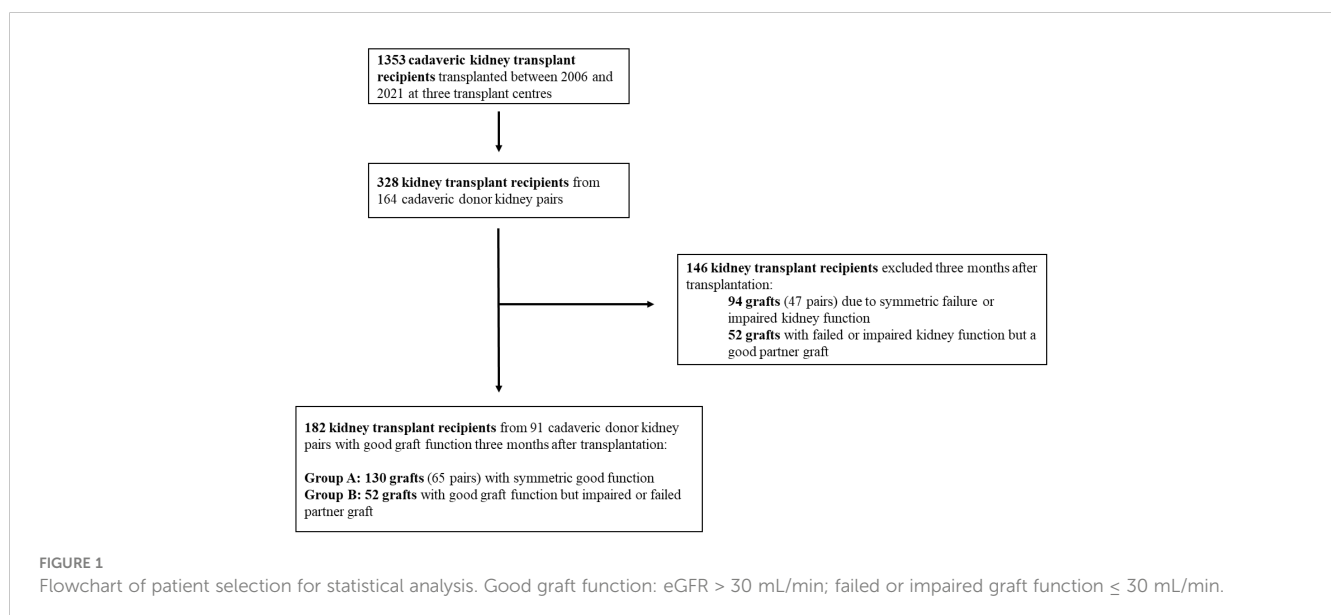 1353 cadaveric kidney transplant
recipients transplanted between 2006 and
2021 at three transplant centres
328 kidney transplant recipients from
164 cadaveric donor kidney pairs
146 kidney transplant recipients excluded three months after
transplantation:
94 grafts (47 pairs) due to symmetric failure or
impaired kidney function
52 grafts with failed or impaired kidney function but a
good partner graft
182 kidney transplant recipients from 91 cadaveric donor kidney
pairs with good graft function three months after transplantation:
Group A: 130 grafts (65 pairs) with symmetric good function
Group B: 52 grafts with good graft function but impaired or failed
partner graft
FIGURE 1
Flowchart of patient selection for statistical analysis. Good graft function: eGFR > 30 mL/min; failed or impaired graft function ≤ 30 mL/min.